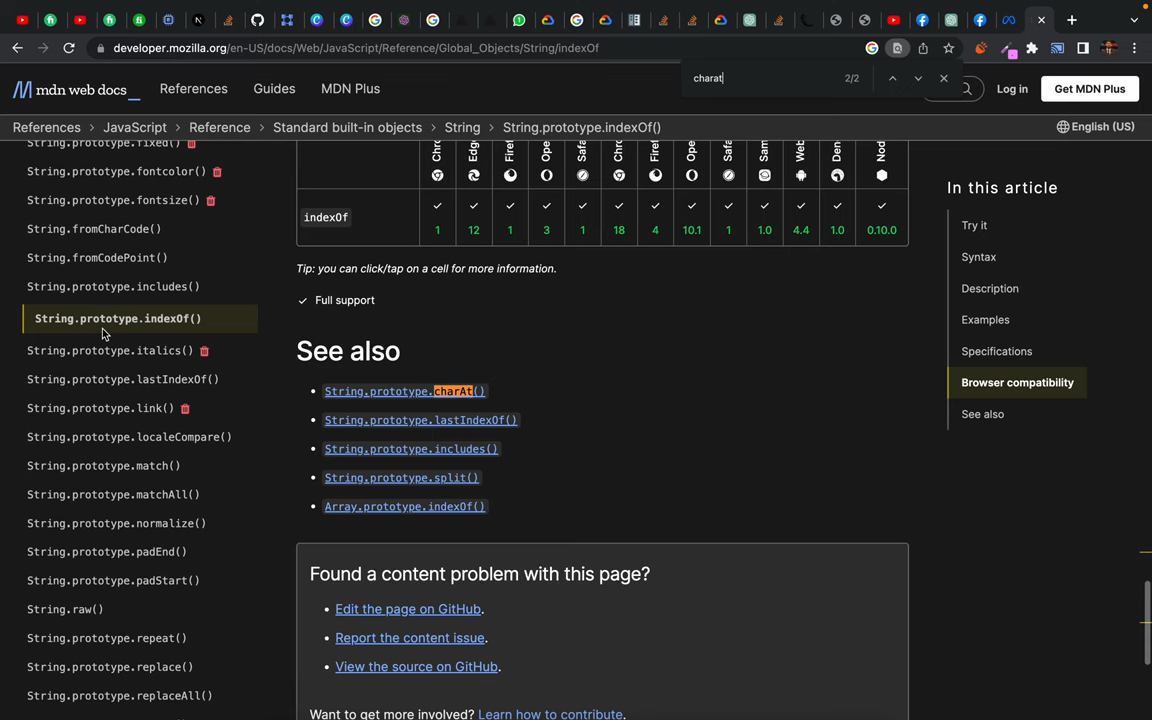 developer.mozilla.org/en-US/docs/Web/JavaScript/Reference/Global_Objects/String/indexOf
charat
2/2
mdn web docs_
References
Guides
MDN Plus
Log in
Get MDN Plus
References > JavaScript > Reference > Standard built-in objects > String > String.prototype.indexOf()
English (US)
String.prototype.fixed()
String.prototype.fontcolor()
String.prototype.fontsize()
String.fromCharCode()
String.fromCodePoint()
String.prototype.includes()
String.prototype.indexOf()
String.prototype.italics()
String.prototype.lastIndexOf()
String.prototype.link()
String.prototype.localeCompare()
String.prototype.match()
String.prototype.matchAll()
String.prototype.normalize()
String.prototype.padEnd()
String.prototype.padStart()
String.raw()
String.prototype.repeat()
String.prototype.replace()
String.prototype.replaceAll()
indexOf
1 12 1 3 1 18 4 10.1 1 1.0 4.4 1.0 0.10.0
Tip: you can click/tap on a cell for more information.
Full support
See also
• String.prototype.charAt()
• String.prototype.lastIndexOf()
• String.prototype.includes()
• String.prototype.split()
• Array.prototype.indexOf()
Found a content problem with this page?
• Edit the page on GitHub.
• Report the content issue.
• View the source on GitHub.
Want to get more involved? Learn how to contribute.
In this article
Try it
Syntax
Description
Examples
Specifications
Browser compatibility
See also